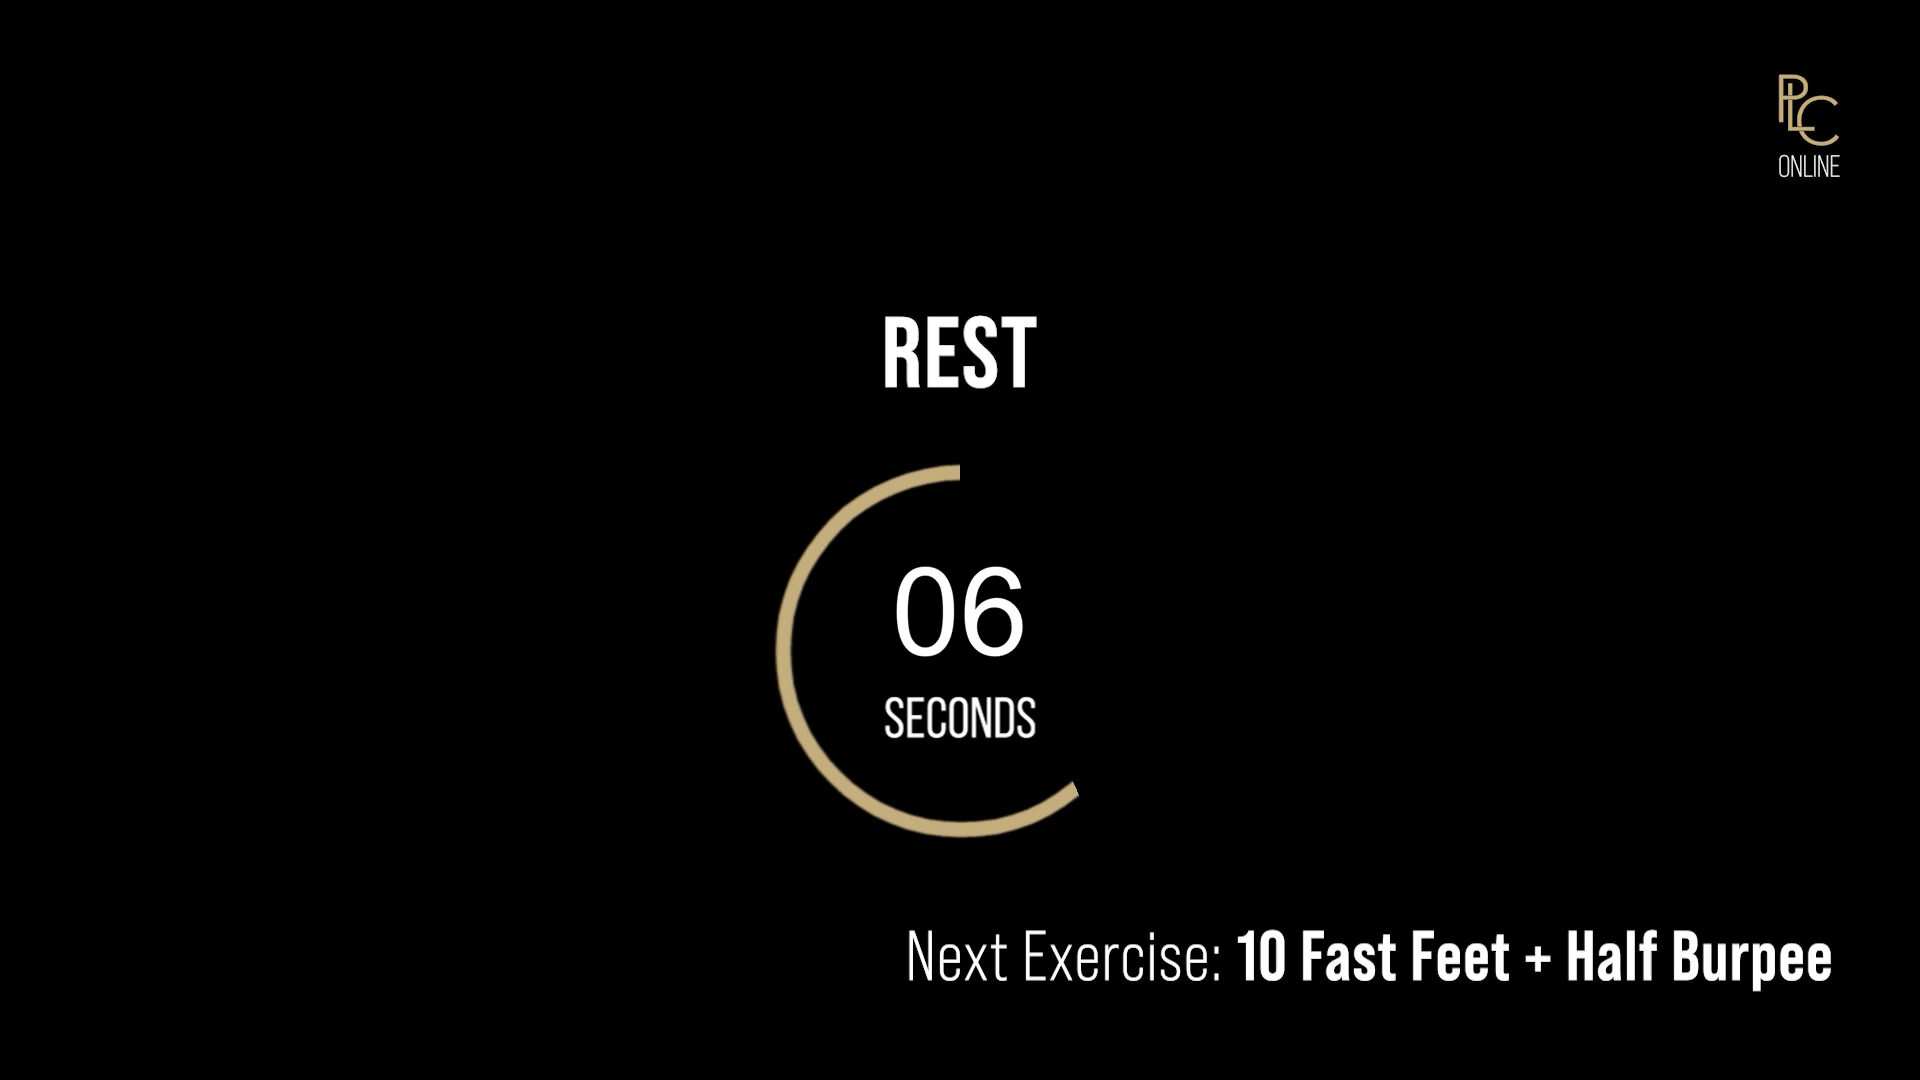 PLC
ONLINE
REST
06
SECONDS
Next Exercise: 10 Fast Feet + Half Burpee